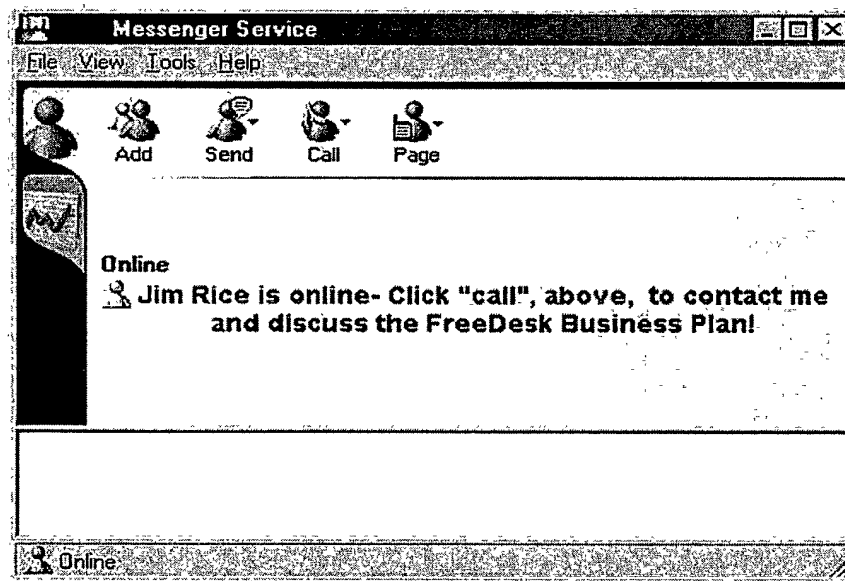 Messenger Service
File View Tools Help
Add Send Call Page
Online
Jim Rice is online- Click "call", above, to contact me
and discuss the FreeDesk Business Plan!
Online